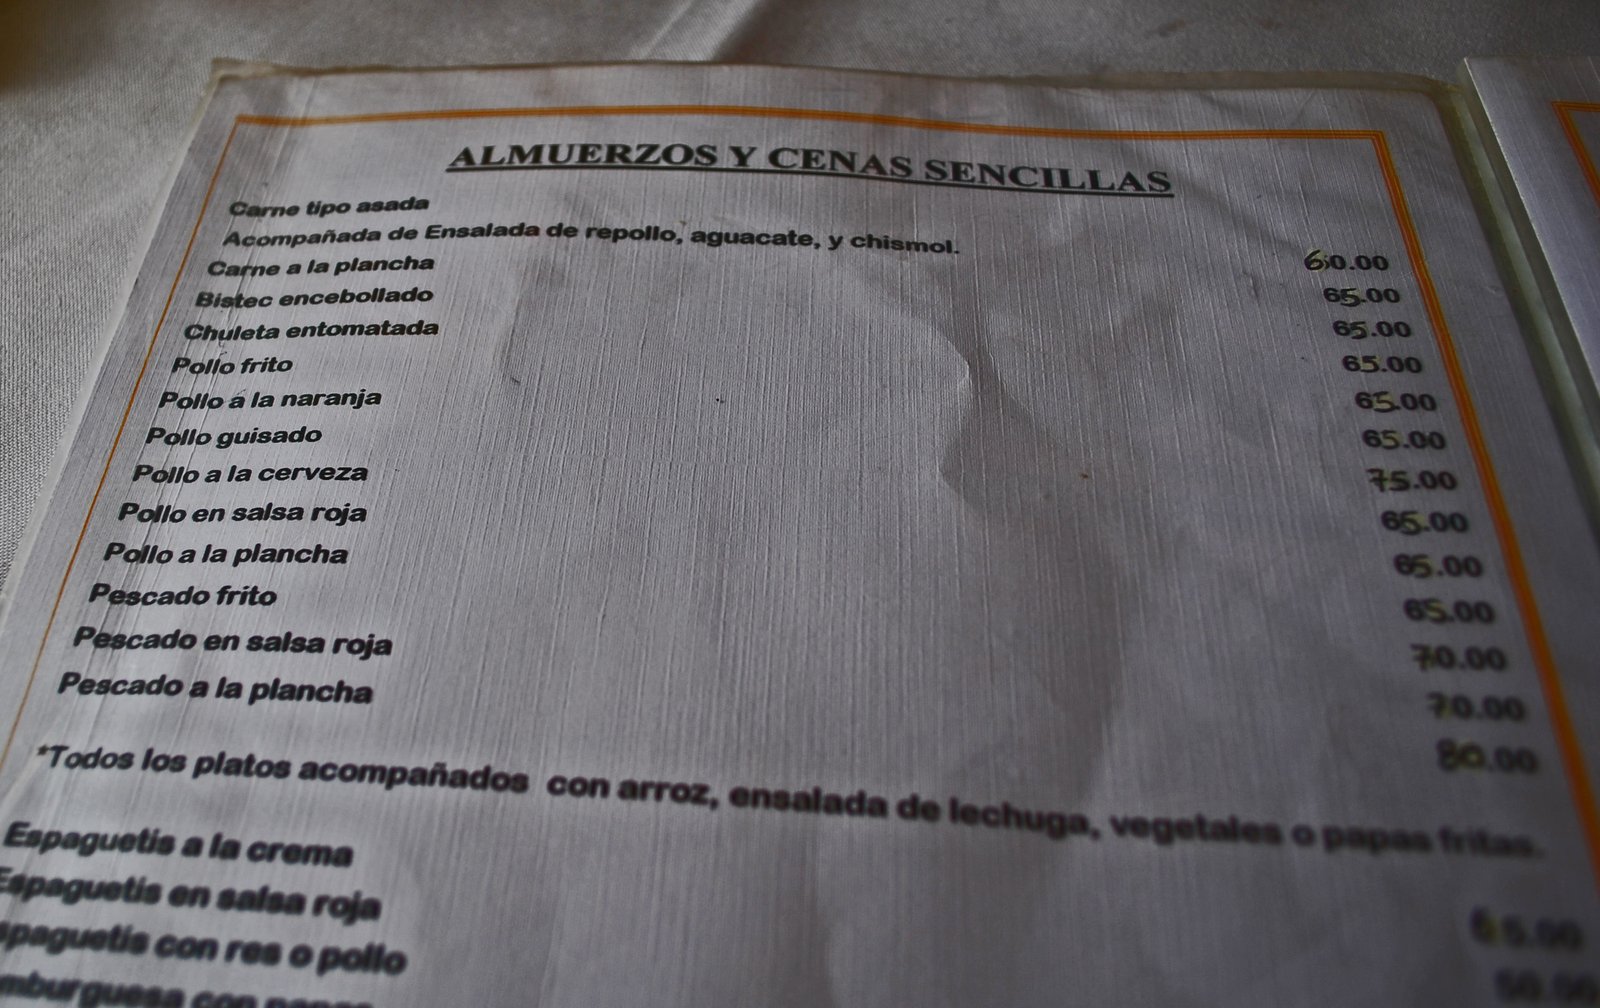 ALMUERZOS Y CENAS SENCILLAS
Carne tipo asada
Acompañada de Ensalada de repollo, aguacate, y chismol. 60.00
Carne a la plancha 65.00
Bistec encebollado 65.00
Chuleta entomatada 65.00
Pollo frito 65.00
Pollo a la naranja 65.00
Pollo guisado 75.00
Pollo a la cerveza 65.00
Pollo en salsa roja 65.00
Pollo a la plancha 65.00
Pescado frito 70.00
Pescado en salsa roja 70.00
Pescado a la plancha 80.00
*Todos los platos acompañados con arroz, ensalada de lechuga, vegetales o papas fritas.
Espaguetis a la crema 65.00
Espaguetis en salsa roja
con res o pollo
con